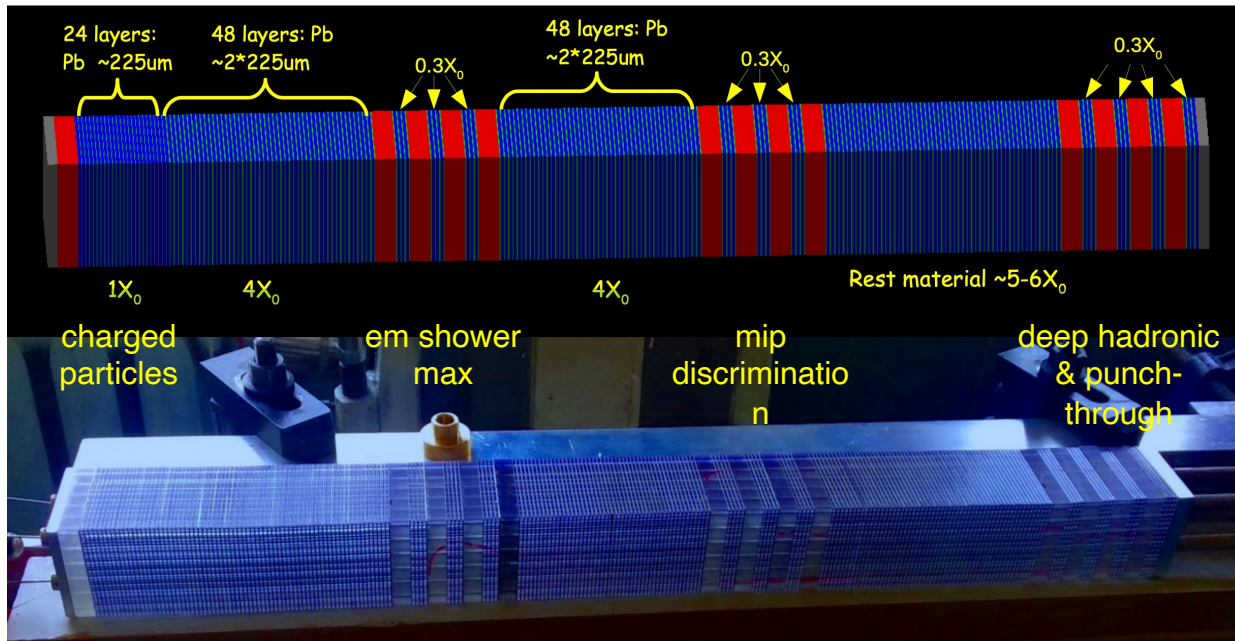 24 layers:
Pb ~225um
48 layers: Pb
~2*225um
0.3X₀
48 layers: Pb
~2*225um
0.3X₀
0.3X₀
1X₀
4X₀
4X₀
Rest material ~5-6X₀
charged
particles
em shower
max
mip
discriminatio
n
deep hadronic
& punch-
through